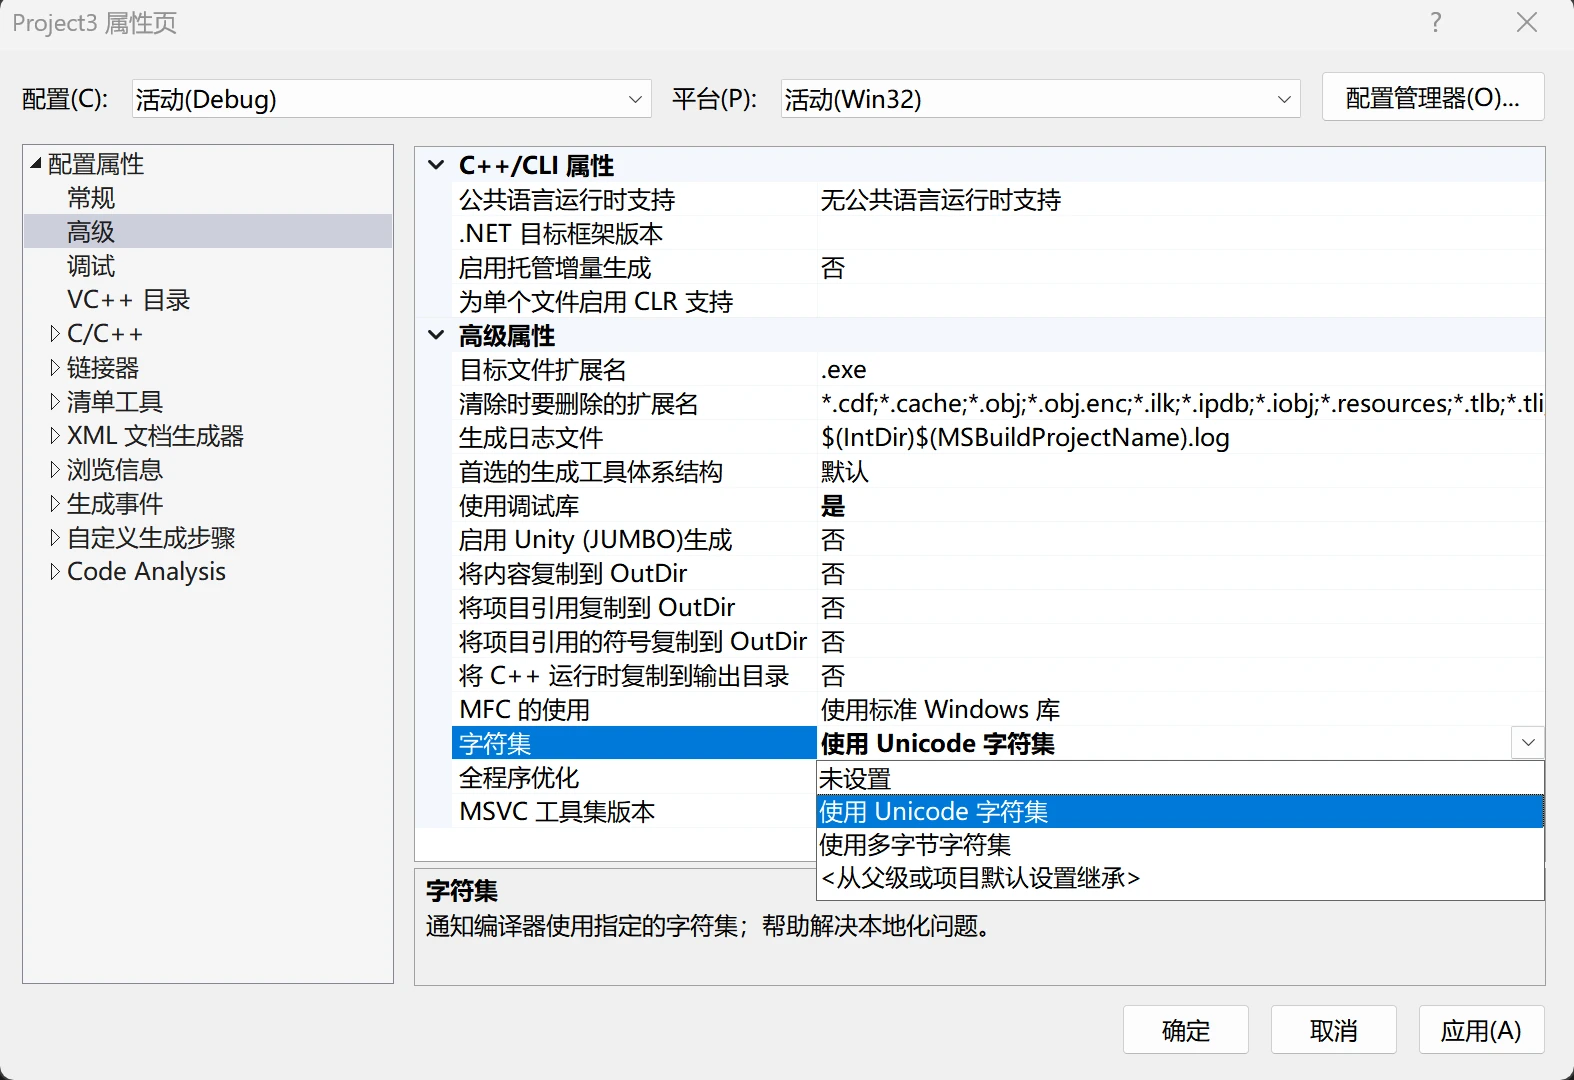 Project3 属性页
?
配置(C): 活动(Debug) 平台(P): 活动(Win32) 配置管理器(O)...
配置属性
常规
高级
调试
VC++ 目录
C/C++
链接器
清单工具
XML 文档生成器
浏览信息
生成事件
自定义生成步骤
Code Analysis
C++/CLI 属性
公共语言运行时支持 无公共语言运行时支持
.NET 目标框架版本
启用托管增量生成 否
为单个文件启用 CLR 支持
高级属性
目标文件扩展名 .exe
清除时要删除的扩展名 *.cdf;*.cache;*.obj;*.obj.enc;*.ilk;*.ipdb;*.iobj;*.resources;*.tlb;*.tli
生成日志文件 $(IntDir)$(MSBuildProjectName).log
首选的生成工具体系结构 默认
使用调试库 是
启用 Unity (JUMBO)生成 否
将内容复制到 OutDir 否
将项目引用复制到 OutDir 否
将项目引用的符号复制到 OutDir 否
将 C++ 运行时复制到输出目录 否
MFC 的使用 使用标准 Windows 库
字符集 使用 Unicode 字符集
全程序优化 未设置
MSVC 工具集版本 使用 Unicode 字符集
使用多字节字符集
<从父级或项目默认设置继承>
字符集
通知编译器使用指定的字符集；帮助解决本地化问题。
确定 取消 应用(A)